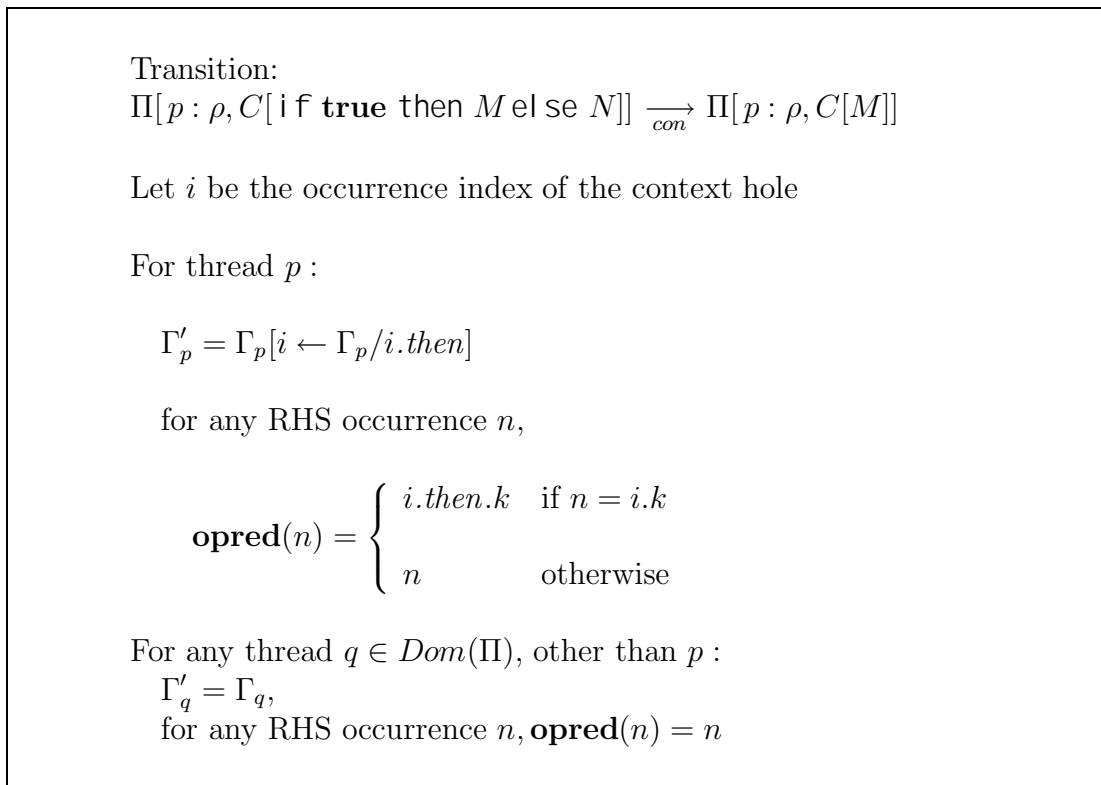 Transition:
Π[ p : ρ, C[ if true then M else N]] →con Π[ p : ρ, C[M]]
Let i be the occurrence index of the context hole
For thread p :
Γ′p = Γp[i ← Γp/i.then]
for any RHS occurrence n,
opred(n) = { i.then.k if n = i.k
n otherwise
For any thread q ∈ Dom(Π), other than p :
Γ′q = Γq,
for any RHS occurrence n, opred(n) = n